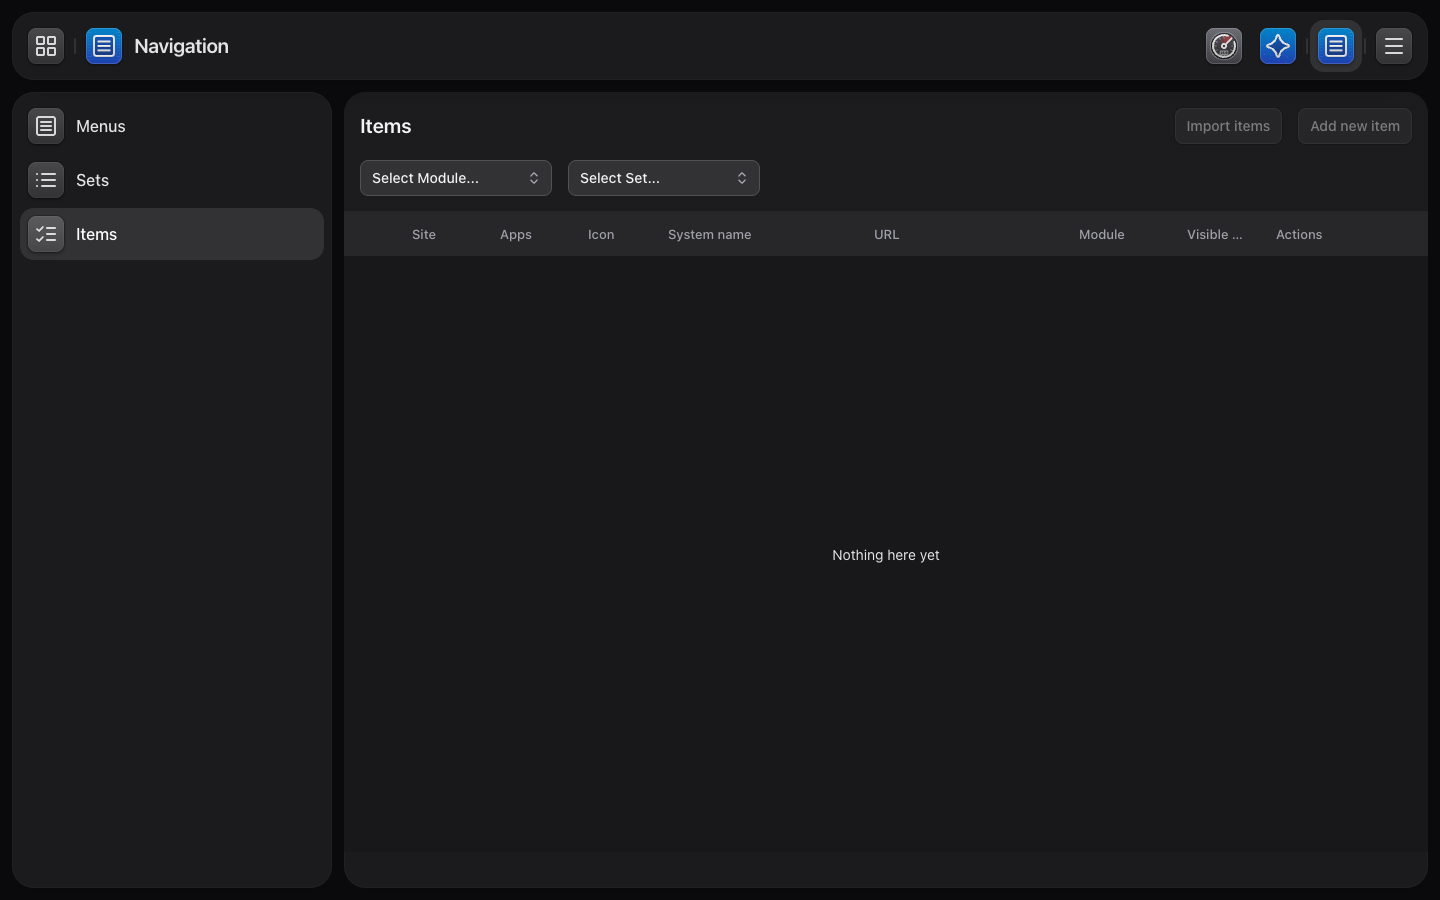 Navigation
Menus
Sets
Items
Items
Import items
Add new item
Select Module...
Select Set...
Site
Apps
Icon
System name
URL
Module
Visible ...
Actions
Nothing here yet